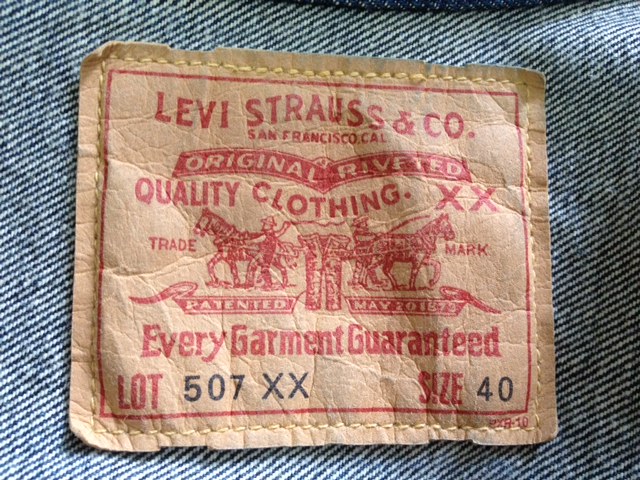 LEVI STRAUSS & CO.
SAN FRANCISCO, CAL.
ORIGINAL RIVETED
QUALITY CLOTHING. XX
TRADE MARK
PATENTED MAY 20 1873
Every Garment Guaranteed
LOT 507 XX SIZE 40